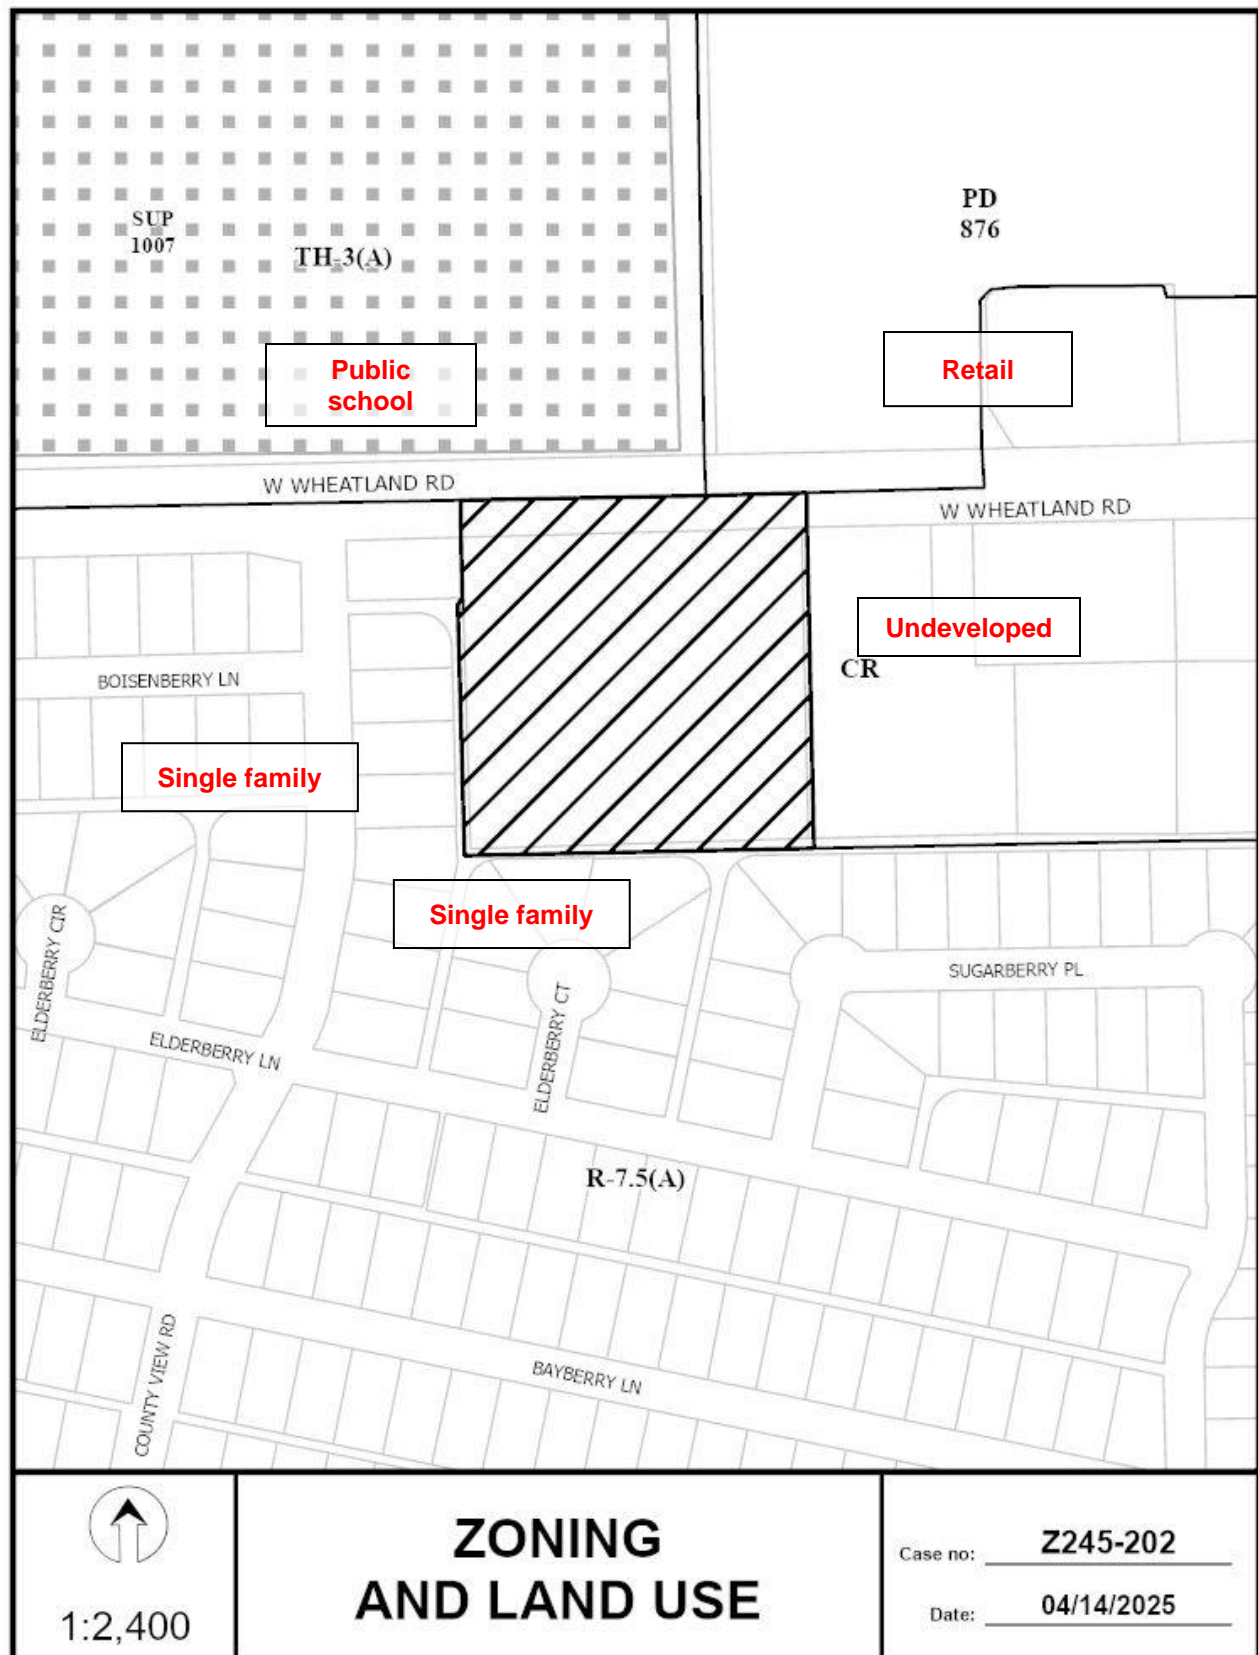 SUP
1007
TH-3(A)
PD
876
Public
school
Retail
W WHEATLAND RD
W WHEATLAND RD
Undeveloped
CR
BOISENBERRY LN
Single family
Single family
ELDERBERRY CIR
SUGARBERRY PL
ELDERBERRY LN
ELDERBERRY CT
R-7.5(A)
COUNTY VIEW RD
BAYBERRY LN
1:2,400
ZONING
AND LAND USE
Case no: Z245-202
Date: 04/14/2025